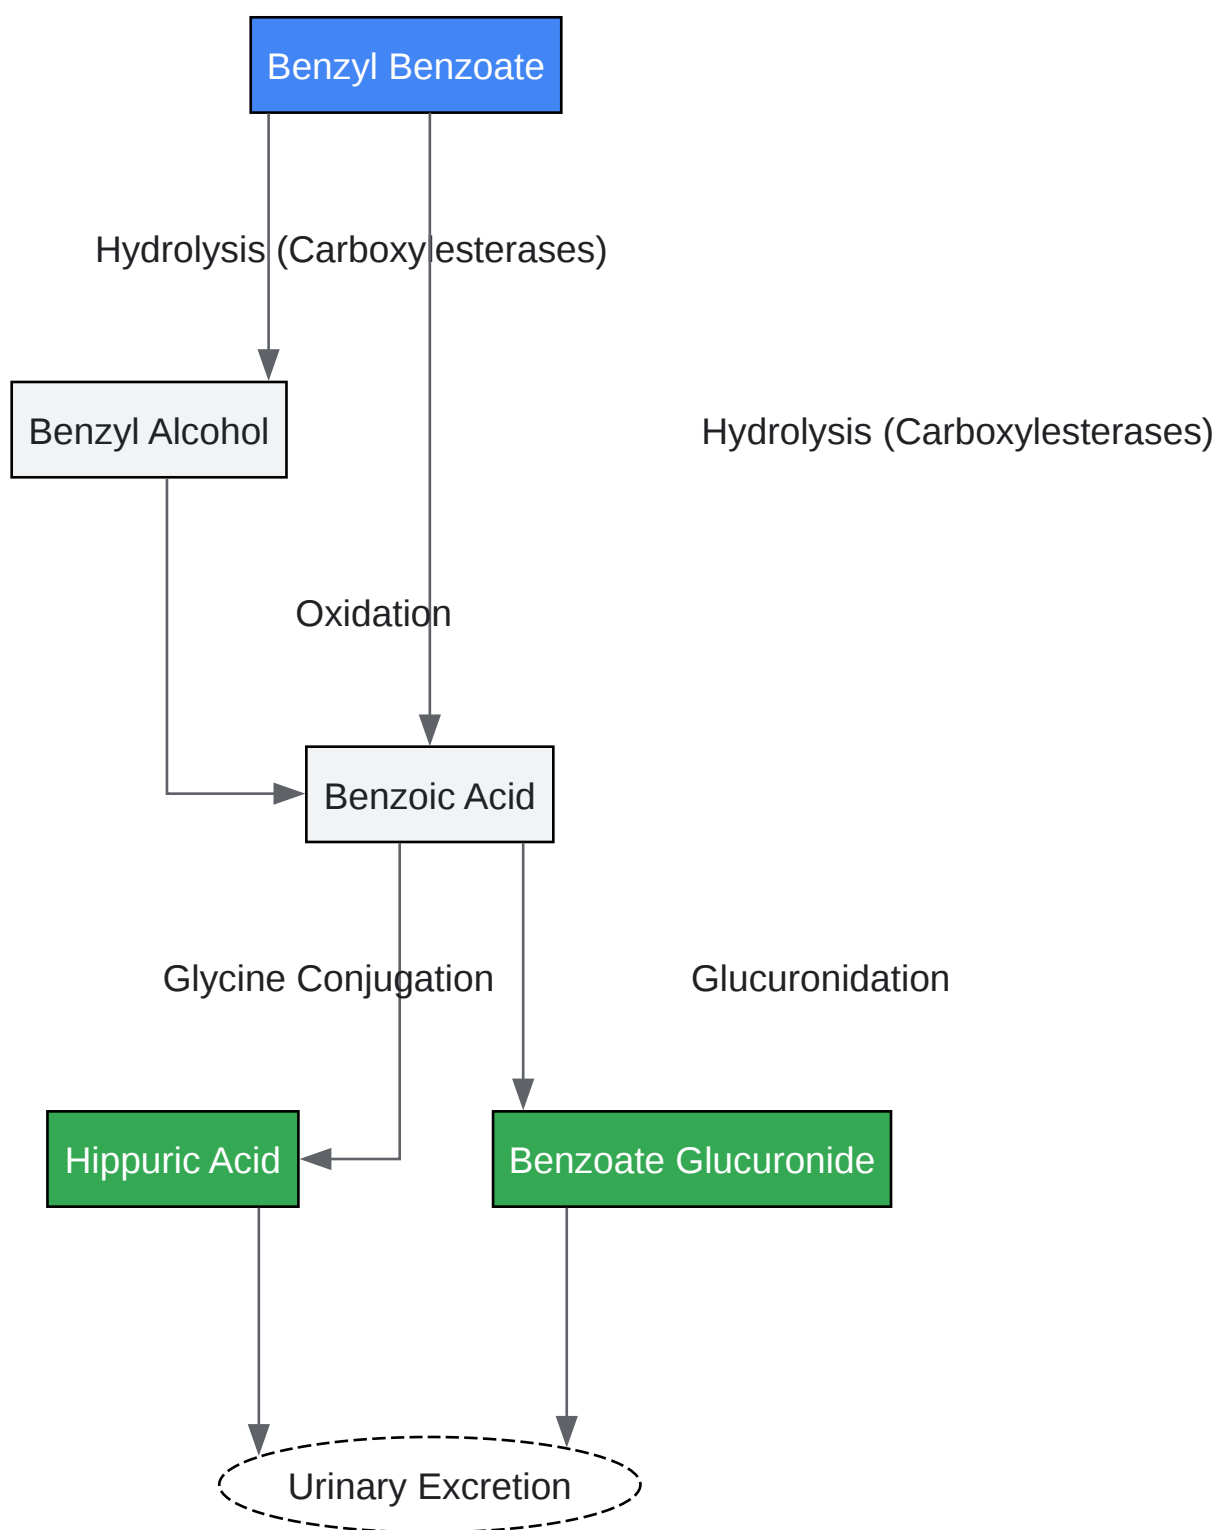 Benzyl Benzoate
Hydrolysis (Carboxylesterases)
Benzyl Alcohol
Hydrolysis (Carboxylesterases)
Oxidation
Benzoic Acid
Glycine Conjugation
Glucuronidation
Hippuric Acid
Benzoate Glucuronide
Urinary Excretion